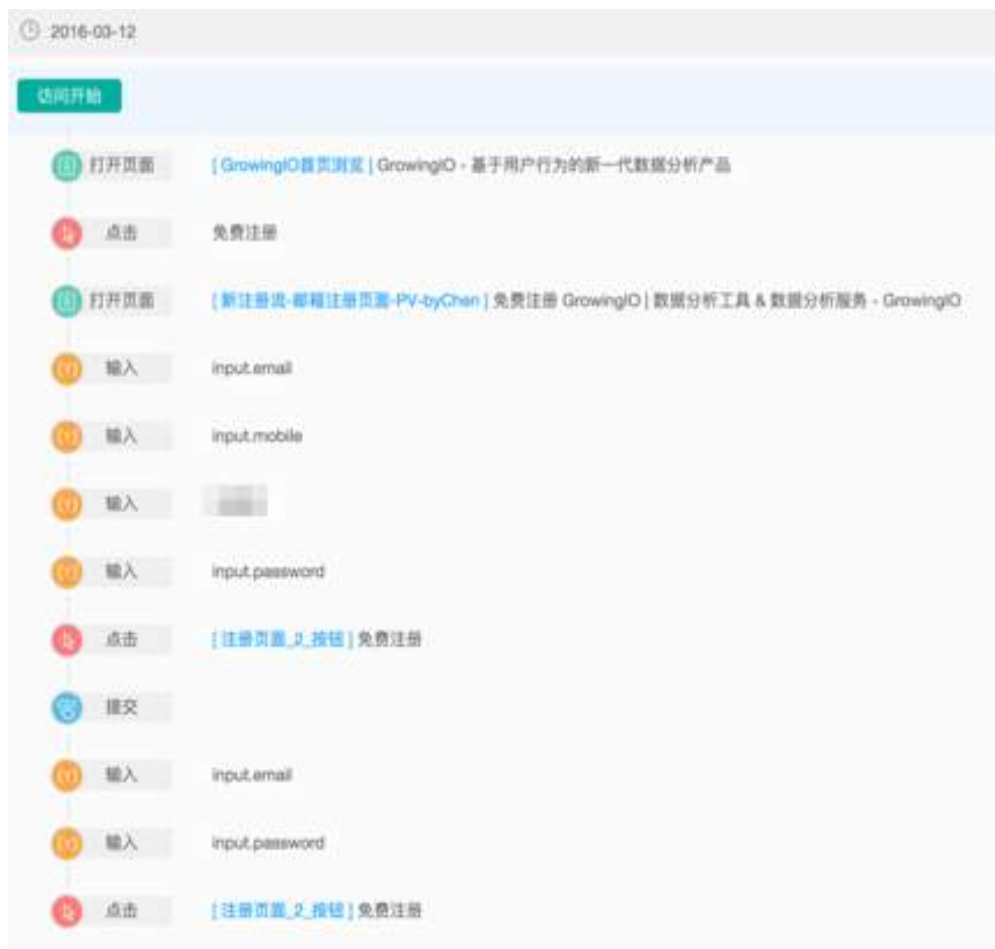 2016-03-12
访问开始
打开页面 [ GrowingIO首页浏览 ] GrowingIO - 基于用户行为的新一代数据分析产品
点击 免费注册
打开页面 [ 新注册流-邮箱注册页面-PV-byChen ] 免费注册 GrowingIO | 数据分析工具 & 数据分析服务 - GrowingIO
输入 input.email
输入 input.mobile
输入
输入 input.password
点击 [ 注册页面_2_按钮 ] 免费注册
提交
输入 input.email
输入 input.password
点击 [ 注册页面_2_按钮 ] 免费注册